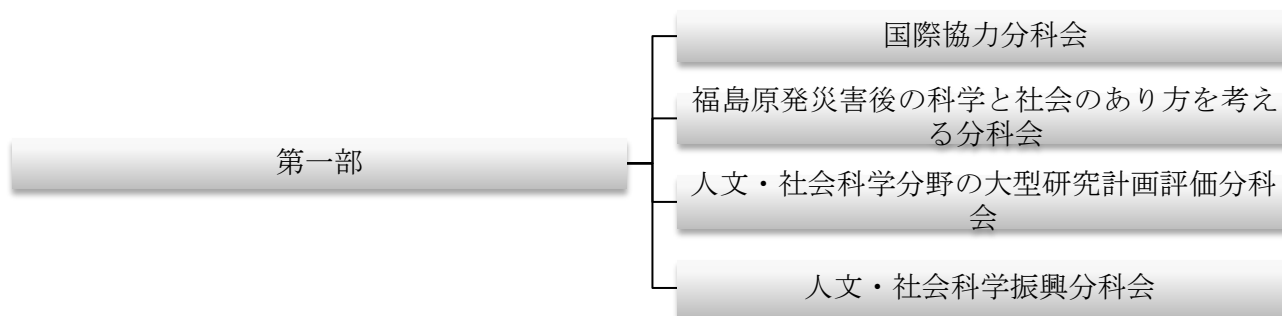 第一部
国際協力分科会
福島原発災害後の科学と社会のあり方を考え
る分科会
人文・社会科学分野の大型研究計画評価分科
会
人文・社会科学振興分科会